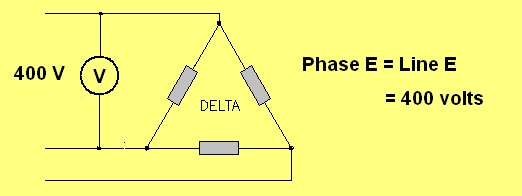 400 V
V
DELTA
Phase E = Line E
= 400 volts